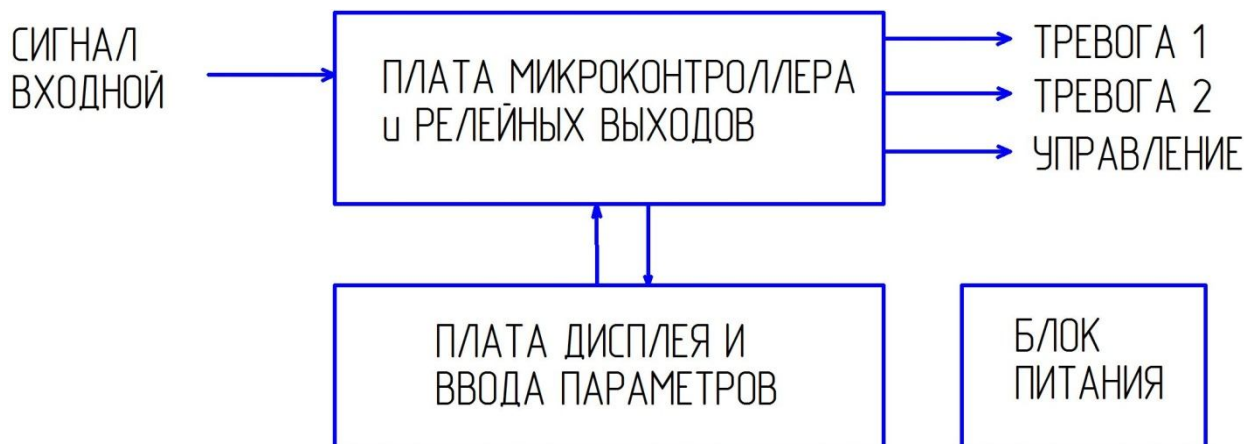 СИГНАЛ
ВХОДНОЙ
ПЛАТА МИКРОКОНТРОЛЛЕРА
и РЕЛЕЙНЫХ ВЫХОДОВ
ТРЕВОГА 1
ТРЕВОГА 2
УПРАВЛЕНИЕ
ПЛАТА ДИСПЛЕЯ И
ВВОДА ПАРАМЕТРОВ
БЛОК
ПИТАНИЯ